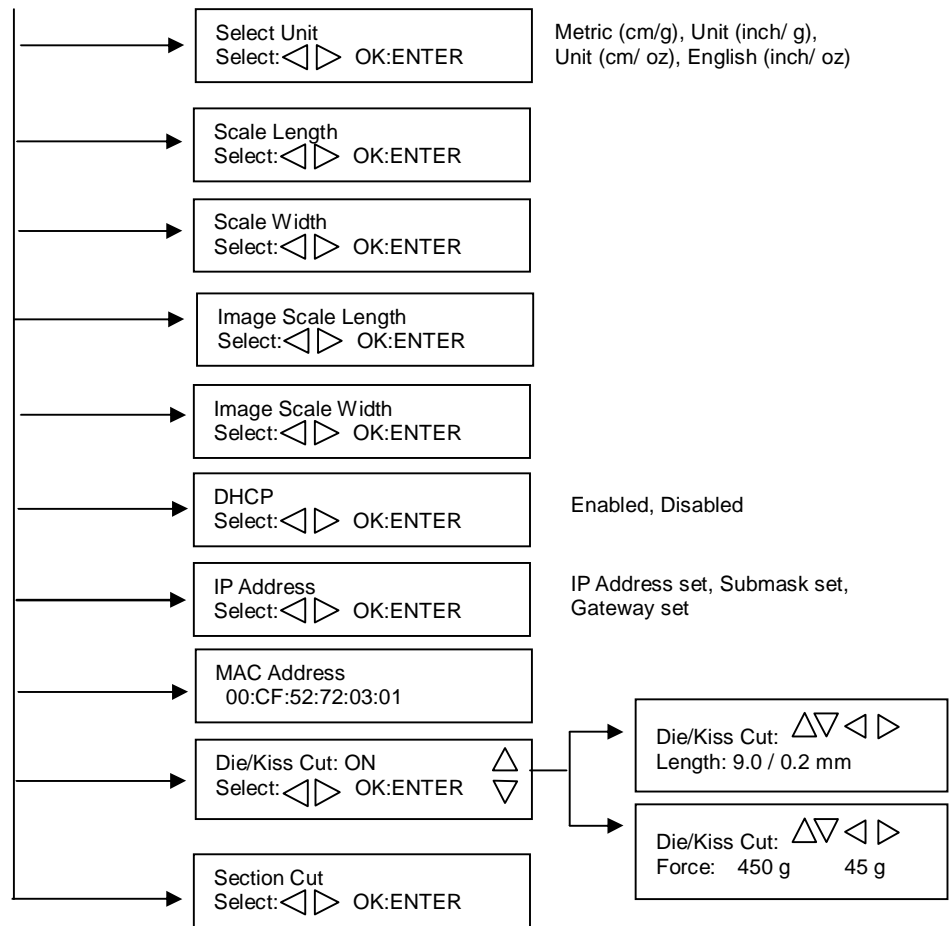 Select Unit
Select:◁ ▷ OK:ENTER
Metric (cm/g), Unit (inch/ g),
Unit (cm/ oz), English (inch/ oz)
Scale Length
Select:◁ ▷ OK:ENTER
Scale Width
Select:◁ ▷ OK:ENTER
Image Scale Length
Select:◁ ▷ OK:ENTER
Image Scale Width
Select:◁ ▷ OK:ENTER
DHCP
Select:◁ ▷ OK:ENTER
Enabled, Disabled
IP Address
Select:◁ ▷ OK:ENTER
IP Address set, Submask set,
Gateway set
MAC Address
00:CF:52:72:03:01
Die/Kiss Cut: ON △
Select:◁ ▷ OK:ENTER ▽
Die/Kiss Cut: △▽ ◁ ▷
Length: 9.0 / 0.2 mm
Die/Kiss Cut: △▽ ◁ ▷
Force: 450 g 45 g
Section Cut
Select:◁ ▷ OK:ENTER